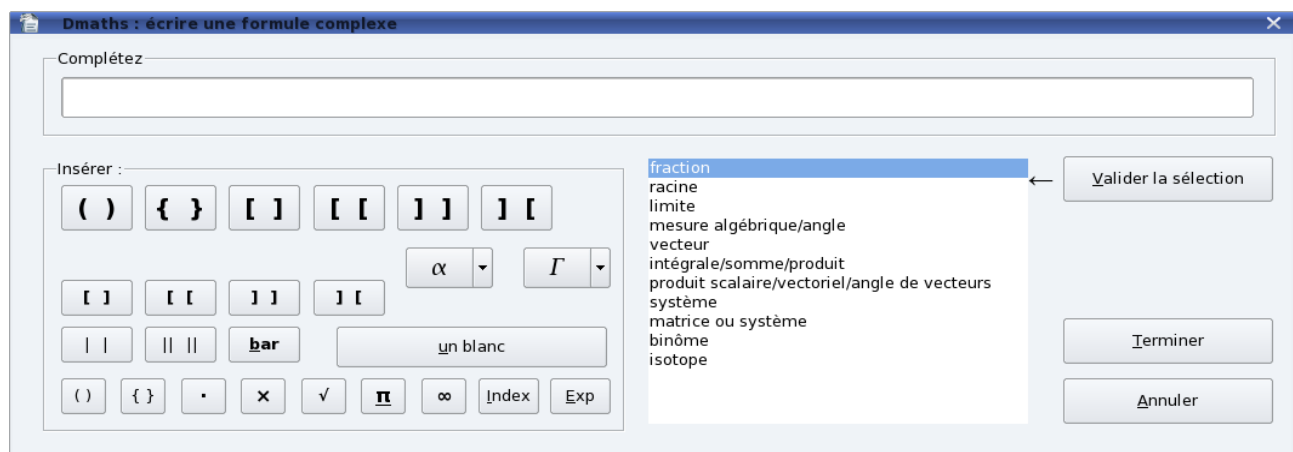 Dmaths : écrire une formule complexe
Complétez
Insérer :
( ) { } [ ] [ [ ] ] ] [
α Γ
[ ] [ [ ] ] ] [
| | || || bar un blanc
( ) { } · × √ π ∞ Index Exp
fraction
racine
limite
mesure algébrique/angle
vecteur
intégrale/somme/produit
produit scalaire/vectoriel/angle de vecteurs
système
matrice ou système
binôme
isotope
← Valider la sélection
Terminer
Annuler